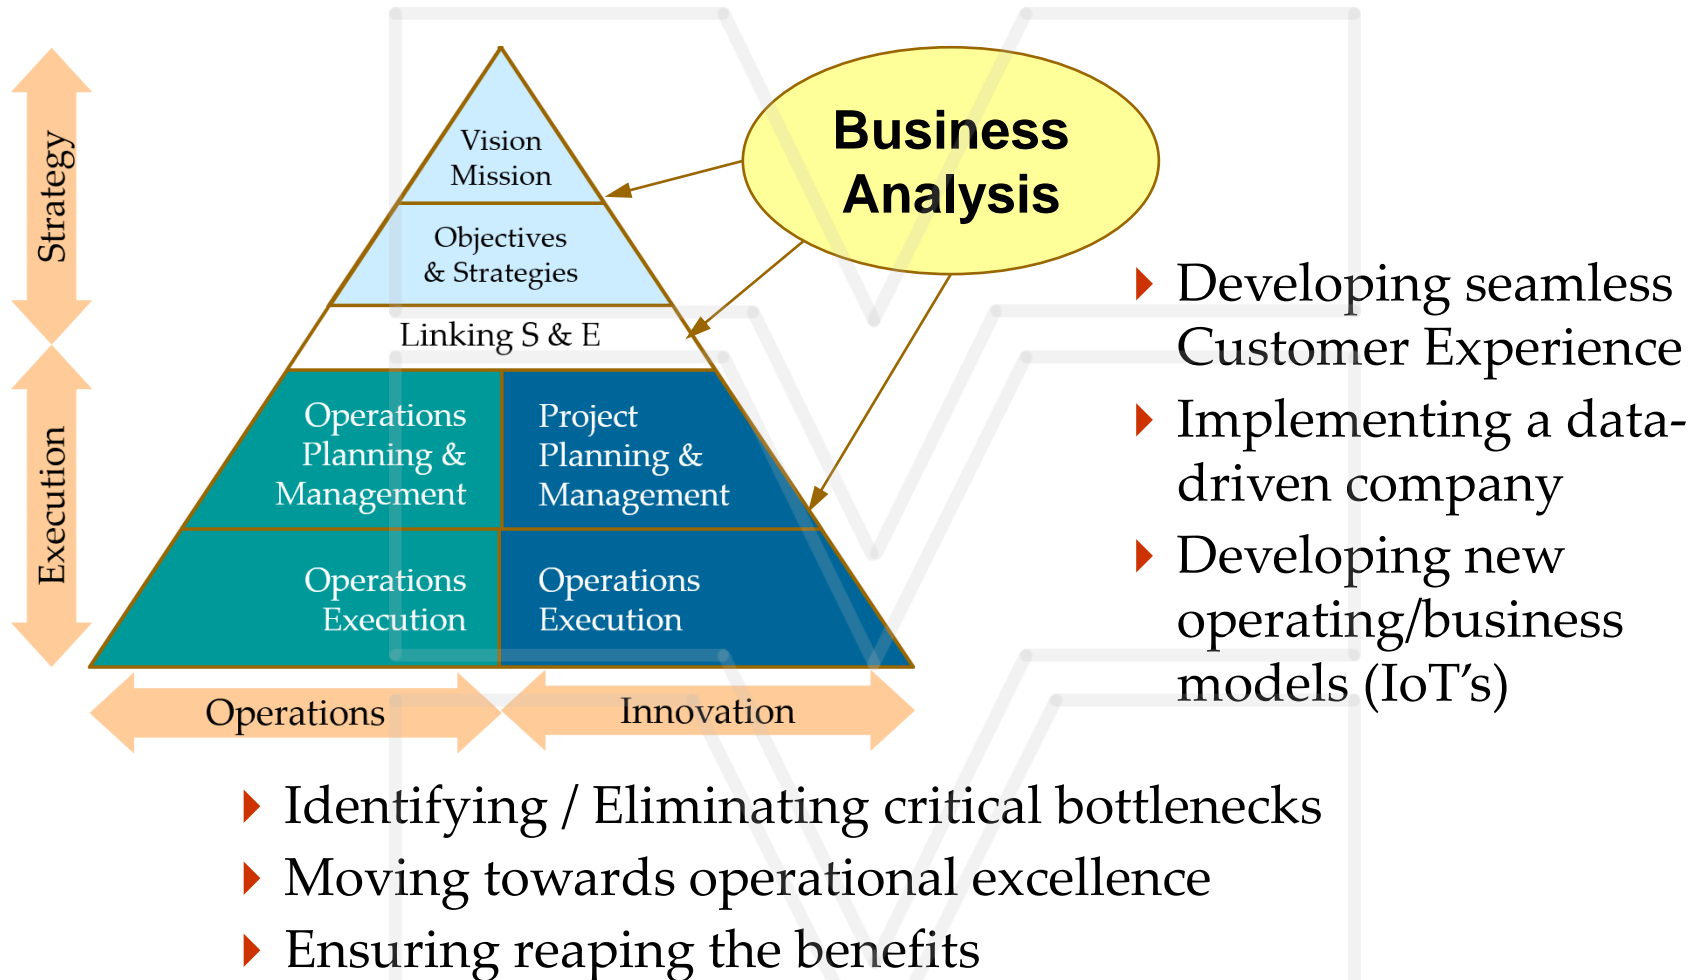 Strategy
Execution
Vision
Mission
Objectives
& Strategies
Linking S & E
Operations
Planning &
Management
Project
Planning &
Management
Operations
Execution
Operations
Execution
Operations
Innovation
Business
Analysis
Developing seamless
Customer Experience
Implementing a data-
driven company
Developing new
operating/business
models (IoT’s)
Identifying / Eliminating critical bottlenecks
Moving towards operational excellence
Ensuring reaping the benefits